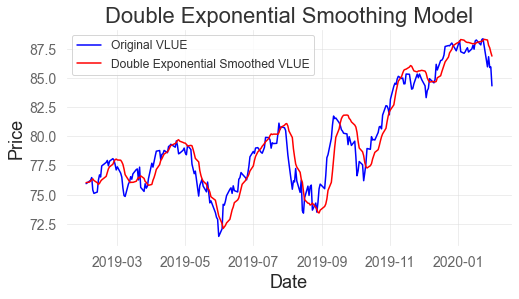 Double Exponential Smoothing Model
Original VLUE
Double Exponential Smoothed VLUE
Price
87.5
85.0
82.5
80.0
77.5
75.0
72.5
2019-03 2019-05 2019-07 2019-09 2019-11 2020-01
Date